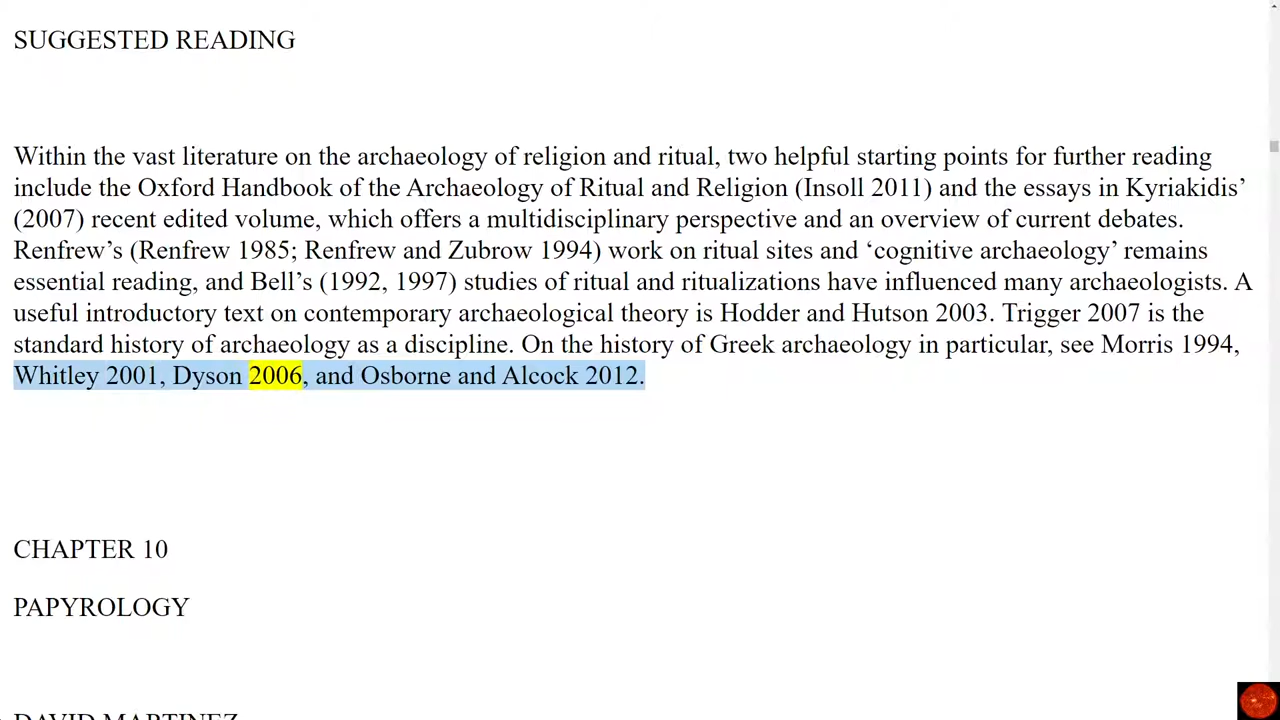 SUGGESTED READING
Within the vast literature on the archaeology of religion and ritual, two helpful starting points for further reading
include the Oxford Handbook of the Archaeology of Ritual and Religion (Insoll 2011) and the essays in Kyriakidis’
(2007) recent edited volume, which offers a multidisciplinary perspective and an overview of current debates.
Renfrew’s (Renfrew 1985; Renfrew and Zubrow 1994) work on ritual sites and ‘cognitive archaeology’ remains
essential reading, and Bell’s (1992, 1997) studies of ritual and ritualizations have influenced many archaeologists. A
useful introductory text on contemporary archaeological theory is Hodder and Hutson 2003. Trigger 2007 is the
standard history of archaeology as a discipline. On the history of Greek archaeology in particular, see Morris 1994,
Whitley 2001, Dyson 2006, and Osborne and Alcock 2012.
CHAPTER 10
PAPYROLOGY
DAVID MARTINEZ